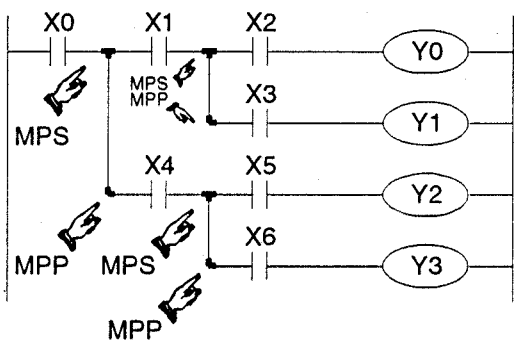 X0 X1 X2 Y0
MPS
MPP
X3 Y1
MPS
X4 X5 Y2
MPP MPS X6 Y3
MPP